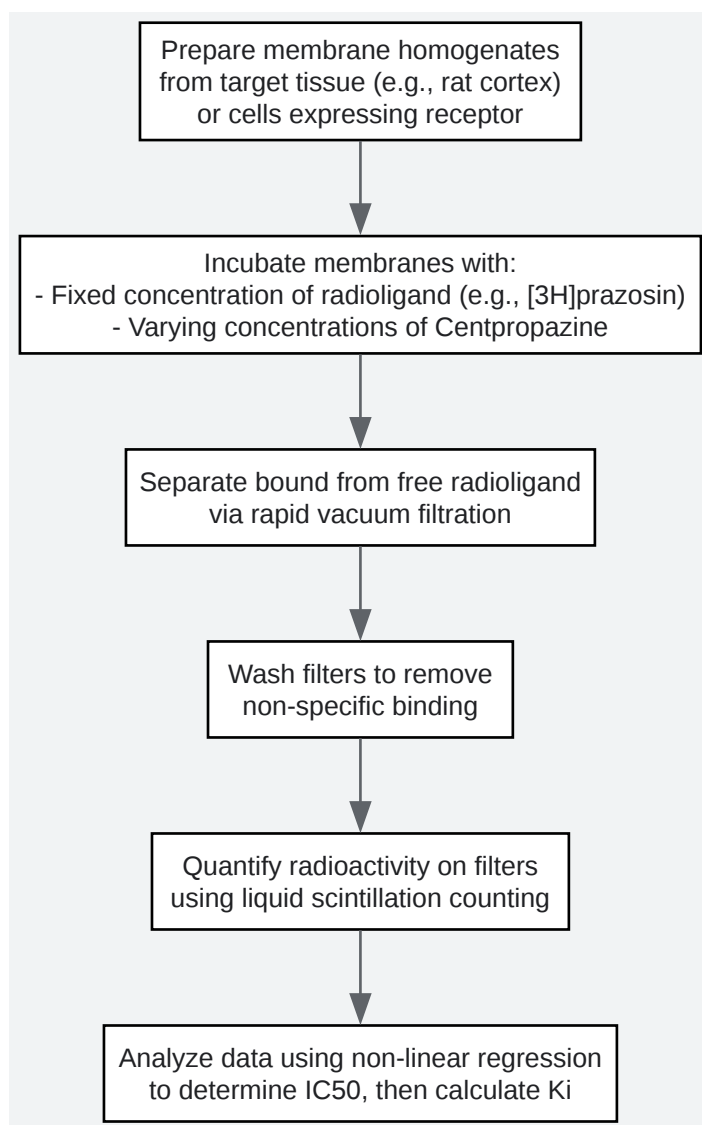 Prepare membrane homogenates
from target tissue (e.g., rat cortex)
or cells expressing receptor
Incubate membranes with:
- Fixed concentration of radioligand (e.g., [3H]prazosin)
- Varying concentrations of Centpropazine
Separate bound from free radioligand
via rapid vacuum filtration
Wash filters to remove
non-specific binding
Quantify radioactivity on filters
using liquid scintillation counting
Analyze data using non-linear regression
to determine IC50, then calculate Ki